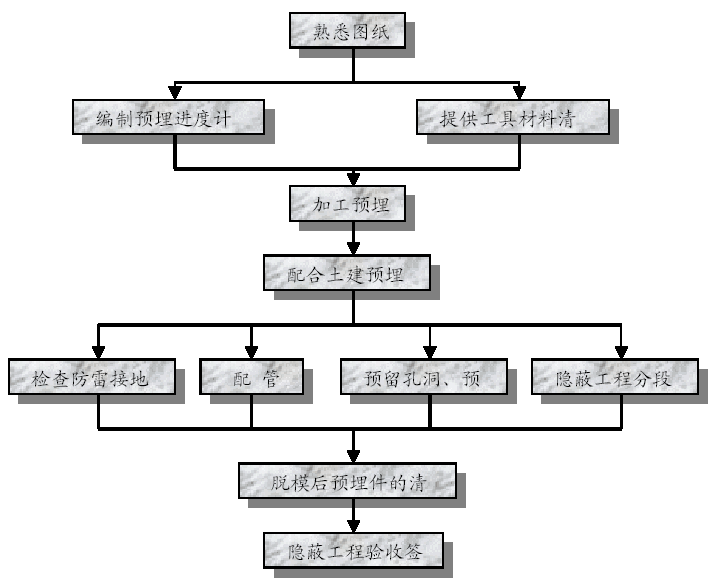 熟悉图纸
编制预埋进度计
提供工具材料清
加工预埋
配合土建预埋
检查防雷接地
配 管
预留孔洞、预
隐蔽工程分段
脱模后预埋件的清
隐蔽工程验收签